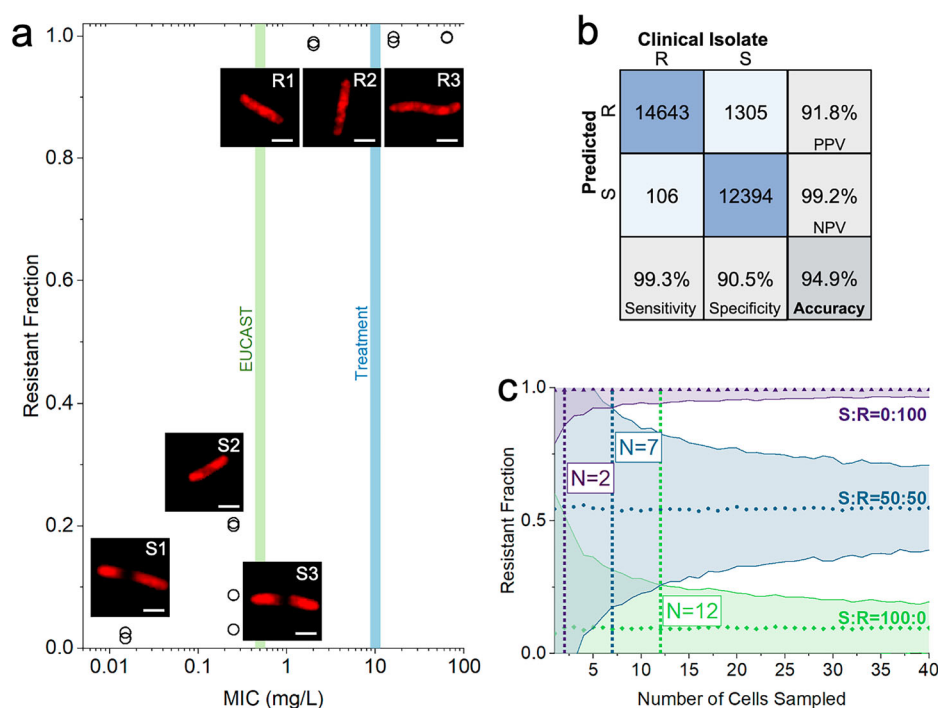 a
MIC (mg/L)
0.01 0.1 1 10 100
Resistant Fraction
1.0
0.8
0.6
0.4
0.2
0.0
EUCAST
Treatment
R1
R2
R3
S2
S1
S3
b
Clinical Isolate
R S
Predicted
R
S
14643 1305 91.8%
PPV
106 12394 99.2%
NPV
99.3% 90.5% 94.9%
Sensitivity Specificity Accuracy
c
Resistant Fraction
1.0
0.5
0.0
S:R=0:100
N=7
N=2
S:R=50:50
N=12
S:R=100:0
5 10 15 20 25 30 35 40
Number of Cells Sampled